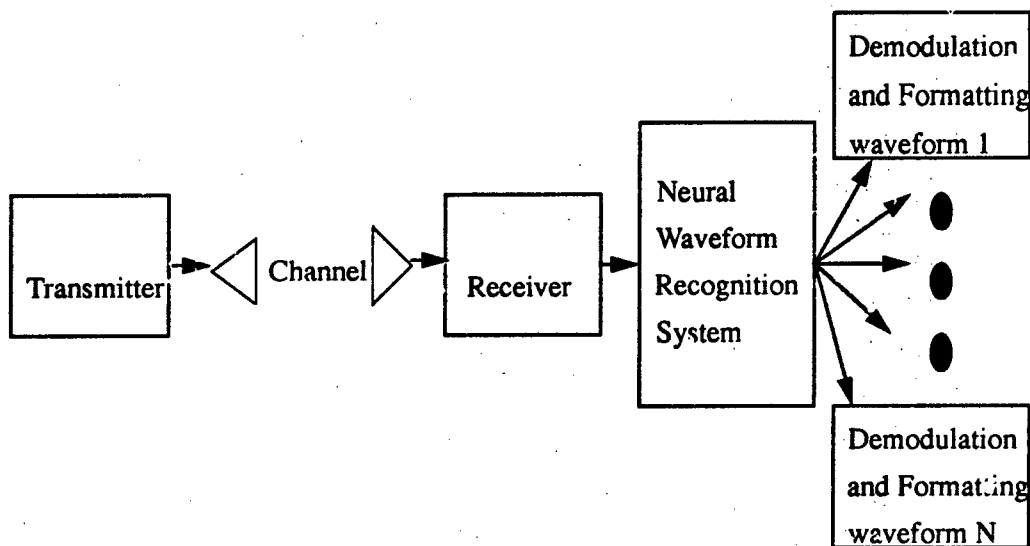 Transmitter
Channel
Receiver
Neural
Waveform
Recognition
System
Demodulation
and Formatting
waveform 1
Demodulation
and Formatting
waveform N